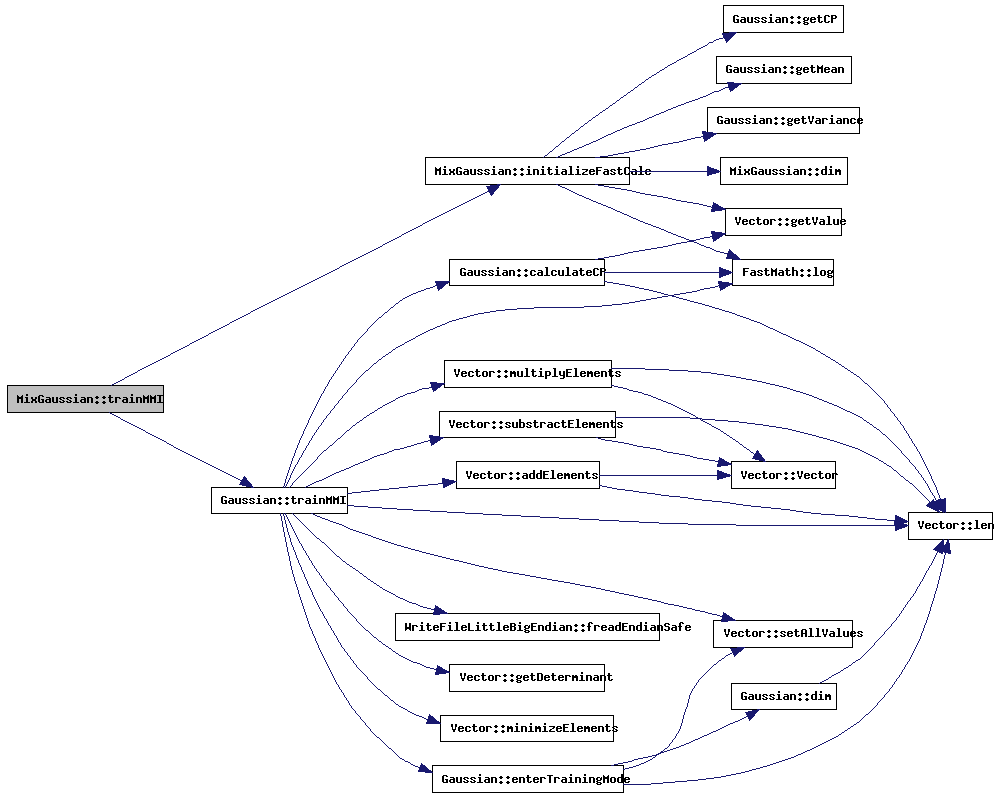 Gaussian::getCP
Gaussian::getMean
Gaussian::getVariance
MixGaussian::initializeFastCalc
MixGaussian::dim
Vector::getValue
Gaussian::calculateCP
FastMath::log
Vector::multiplyElements
MixGaussian::trainMMI
Vector::substractElements
Vector::addElements
Vector::Vector
Gaussian::trainMMI
Vector::len
WriteFileLittleBigEndian::freadEndianSafe
Vector::setAllValues
Vector::getDeterminant
Gaussian::dim
Vector::minimizeElements
Gaussian::enterTrainingMode